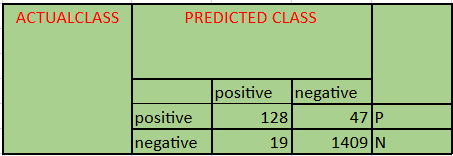 ACTUALCLASS PREDICTED CLASS
positive negative
positive 128 47 P
negative 19 1409 N